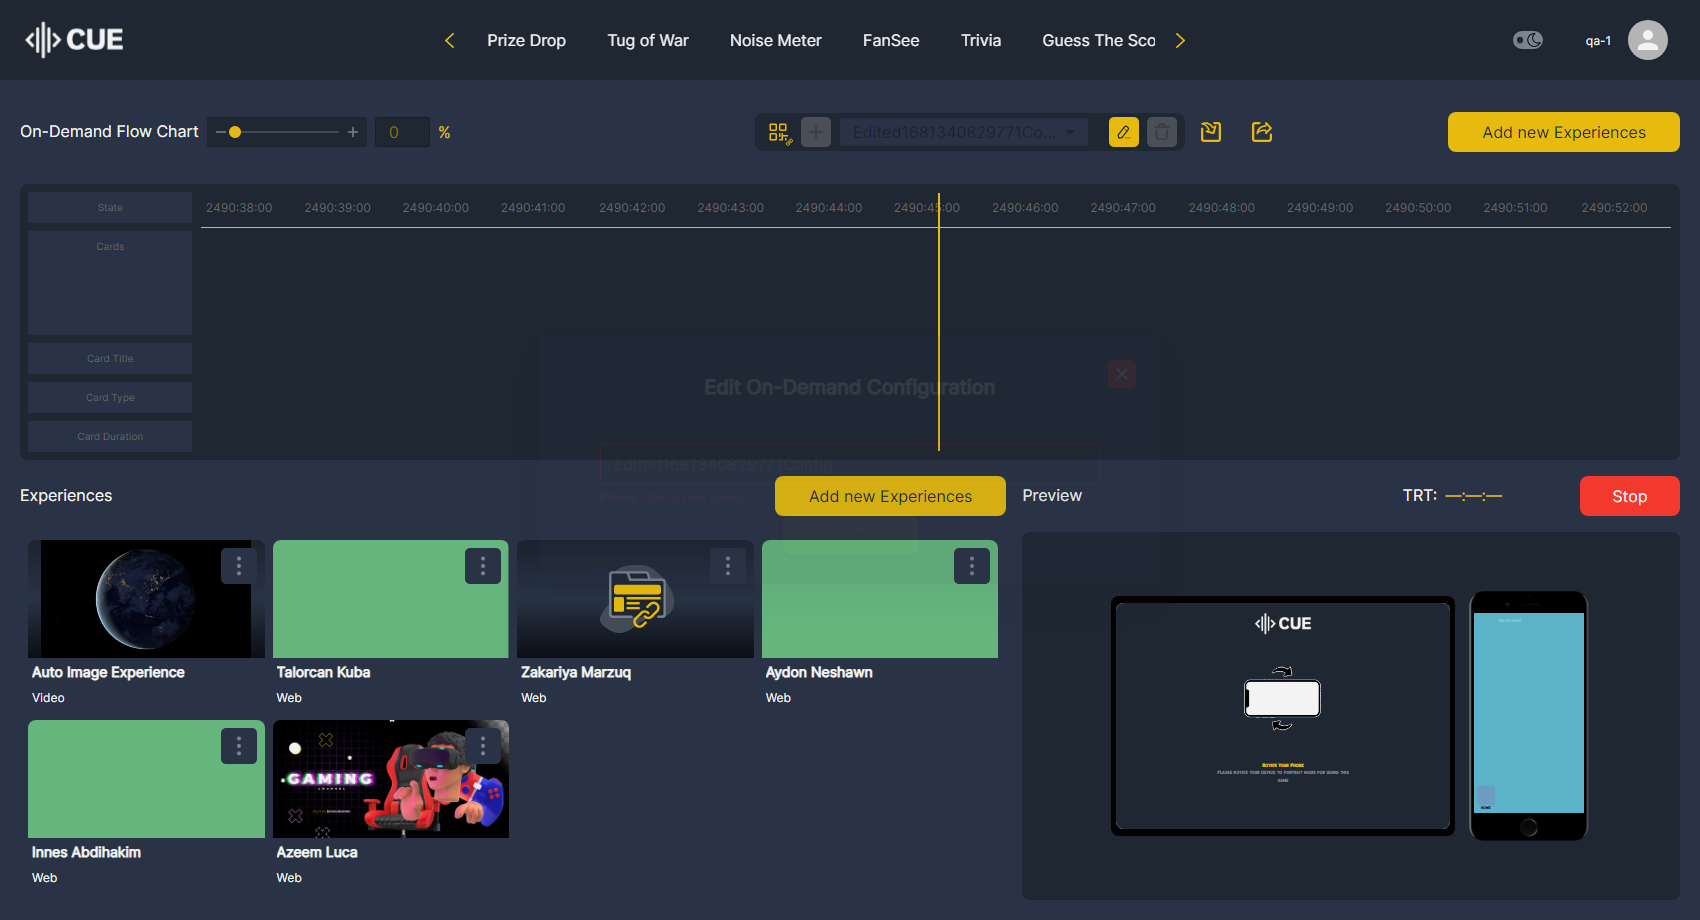 CUE
Prize Drop Tug of War Noise Meter FanSee Trivia Guess The Sco
qa-1
On-Demand Flow Chart
0 %
Edited1681340829771Co...
Add new Experiences
State 2490:38:00 2490:39:00 2490:40:00 2490:41:00 2490:42:00 2490:43:00 2490:44:00 2490:45:00 2490:46:00 2490:47:00 2490:48:00 2490:49:00 2490:50:00 2490:51:00 2490:52:00
Cards
Card Title
Card Type
Card Duration
Edit On-Demand Configuration
Edited1681340829771Config
Experiences
Add new Experiences
Preview
TRT: —:—:—
Stop
Auto Image Experience
Video
Talorcan Kuba
Web
Zakariya Marzuq
Web
Aydon Neshawn
Web
Innes Abdihakim
Web
GAMING
CHANNEL
Azeem Luca
Web
CUE
Rotate Your Phone
Please rotate your device to portrait mode for using this
game
HOME